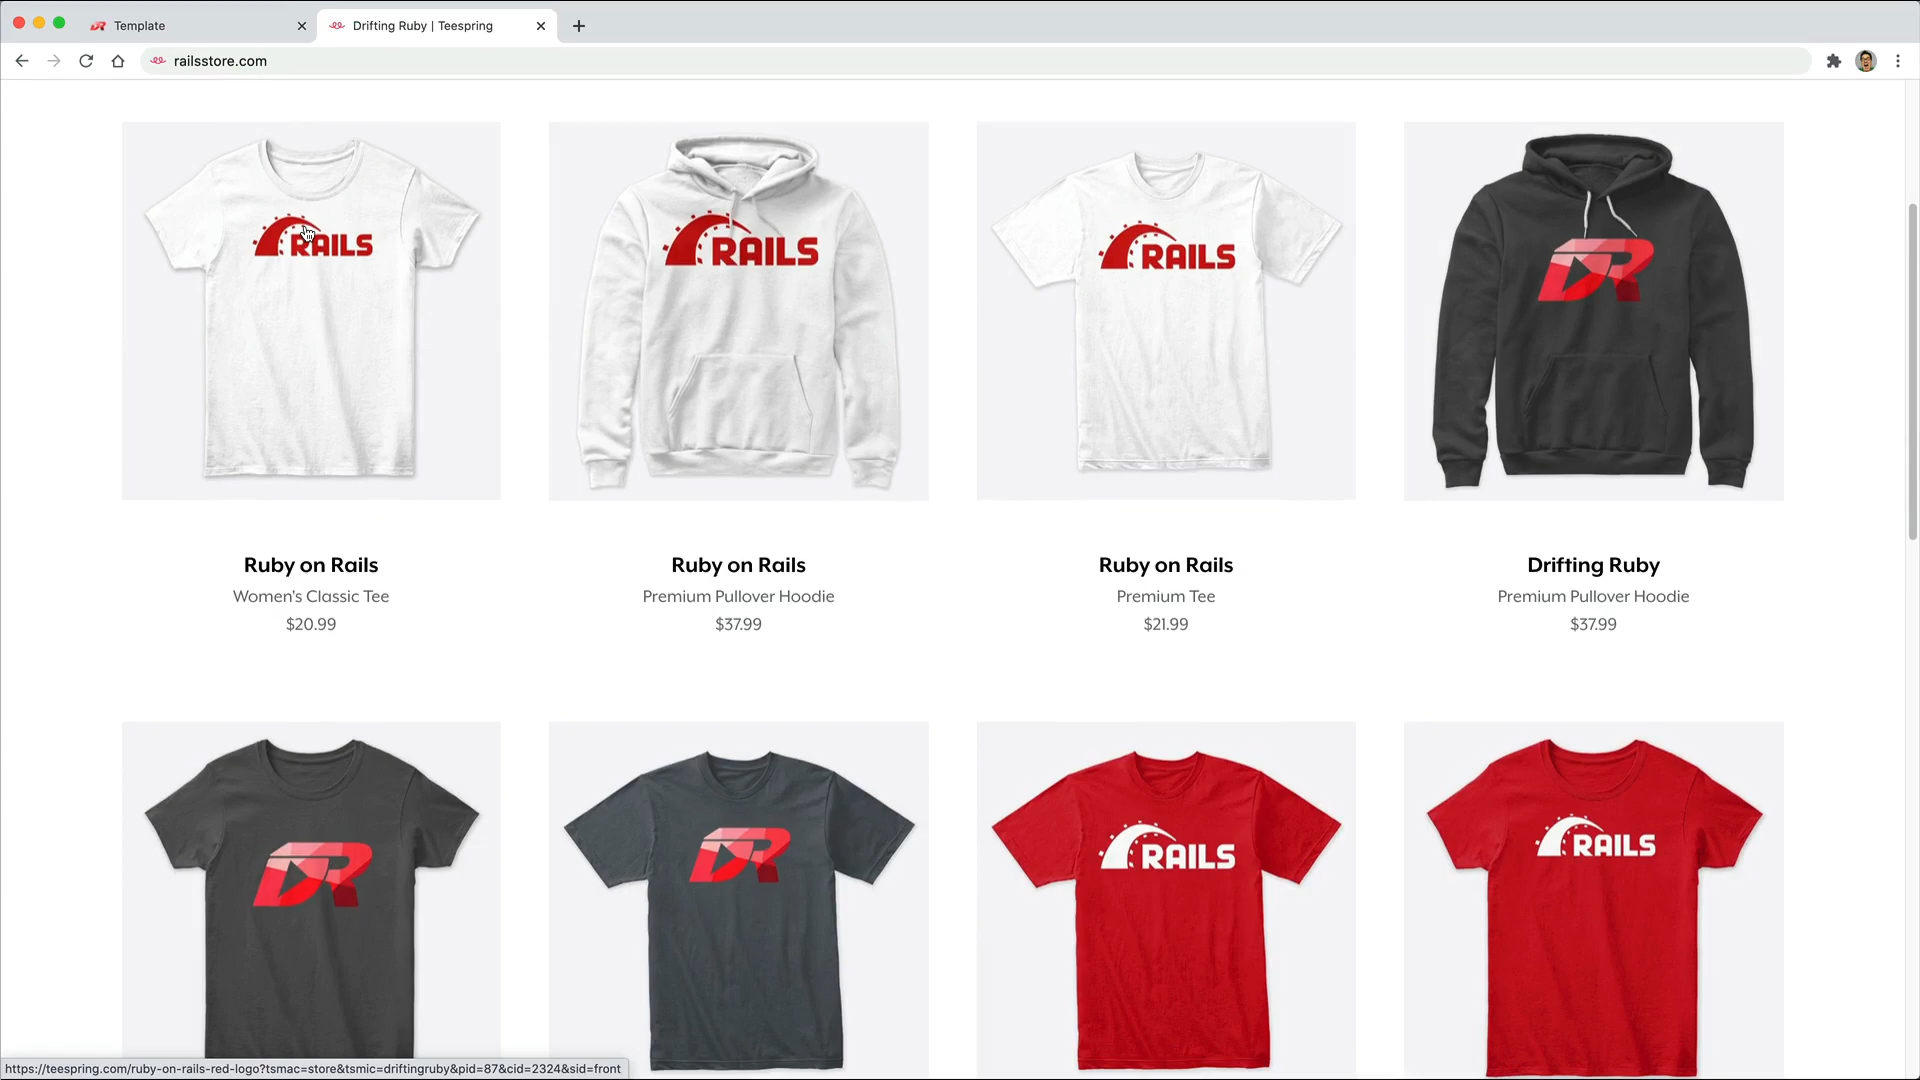 Template
Drifting Ruby | Teespring
railsstore.com
RAILS
RAILS
RAILS
DR
Ruby on Rails
Women's Classic Tee
$20.99
Ruby on Rails
Premium Pullover Hoodie
$37.99
Ruby on Rails
Premium Tee
$21.99
Drifting Ruby
Premium Pullover Hoodie
$37.99
DR
DR
RAILS
RAILS
https://teespring.com/ruby-on-rails-red-logo?tsmac=store&tsmic=driftingruby&pid=87&cid=2324&sid=front